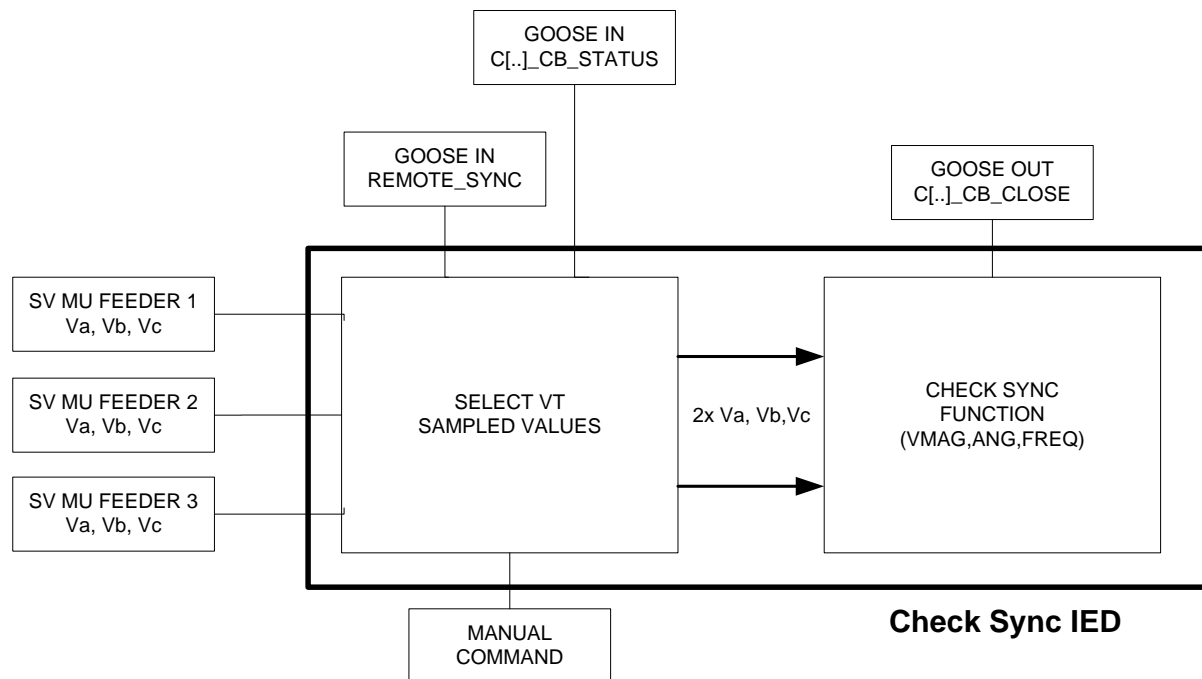 GOOSE IN
C[..]_CB_STATUS
GOOSE IN
REMOTE_SYNC
GOOSE OUT
C[..]_CB_CLOSE
SV MU FEEDER 1
Va, Vb, Vc
SV MU FEEDER 2
Va, Vb, Vc
SV MU FEEDER 3
Va, Vb, Vc
SELECT VT
SAMPLED VALUES
2x Va, Vb,Vc
CHECK SYNC
FUNCTION
(VMAG,ANG,FREQ)
MANUAL
COMMAND
Check Sync IED